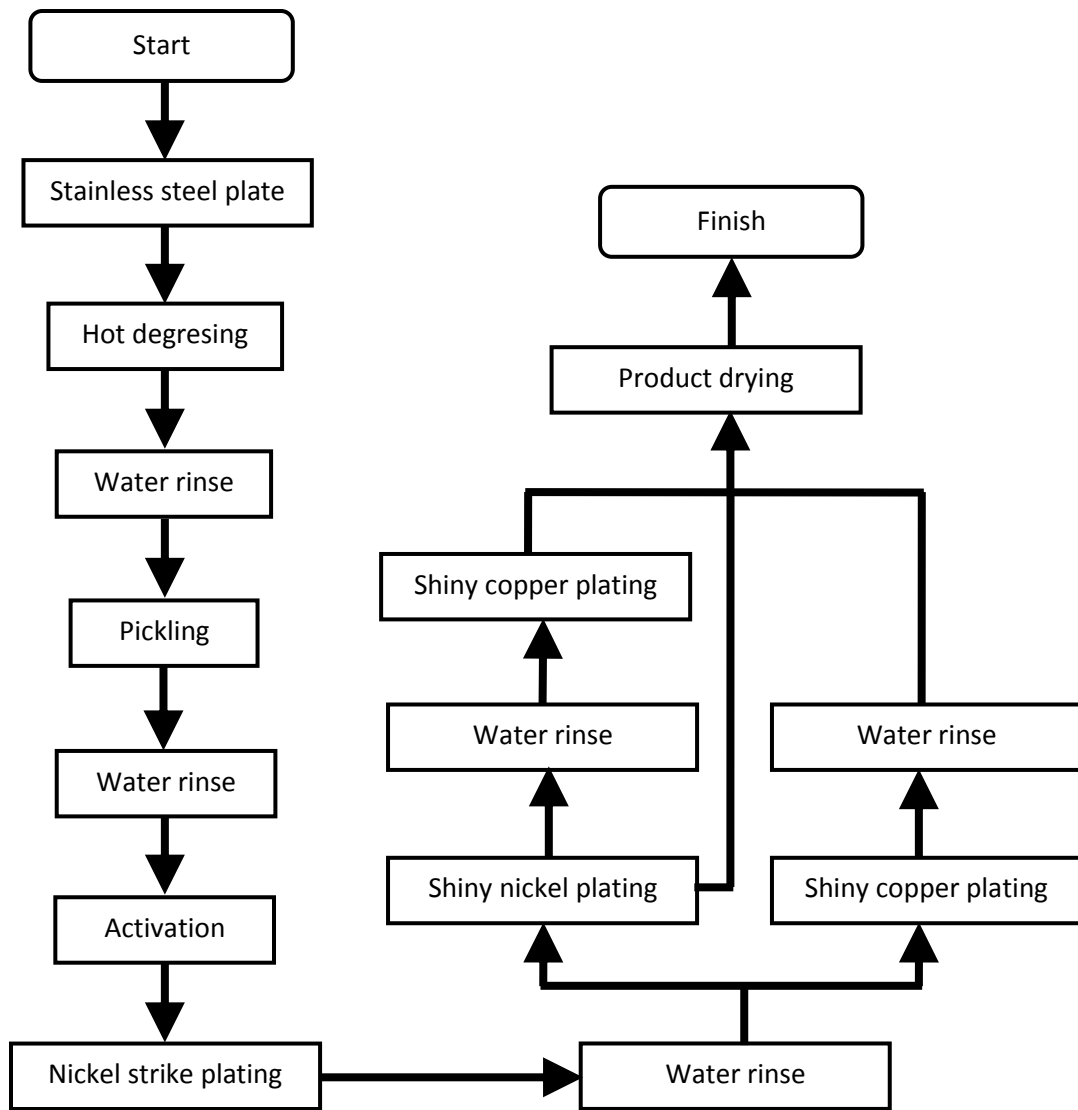 Start
Stainless steel plate
Hot degresing
Water rinse
Pickling
Water rinse
Activation
Nickel strike plating
Water rinse
Shiny nickel plating
Water rinse
Shiny copper plating
Shiny copper plating
Water rinse
Product drying
Finish